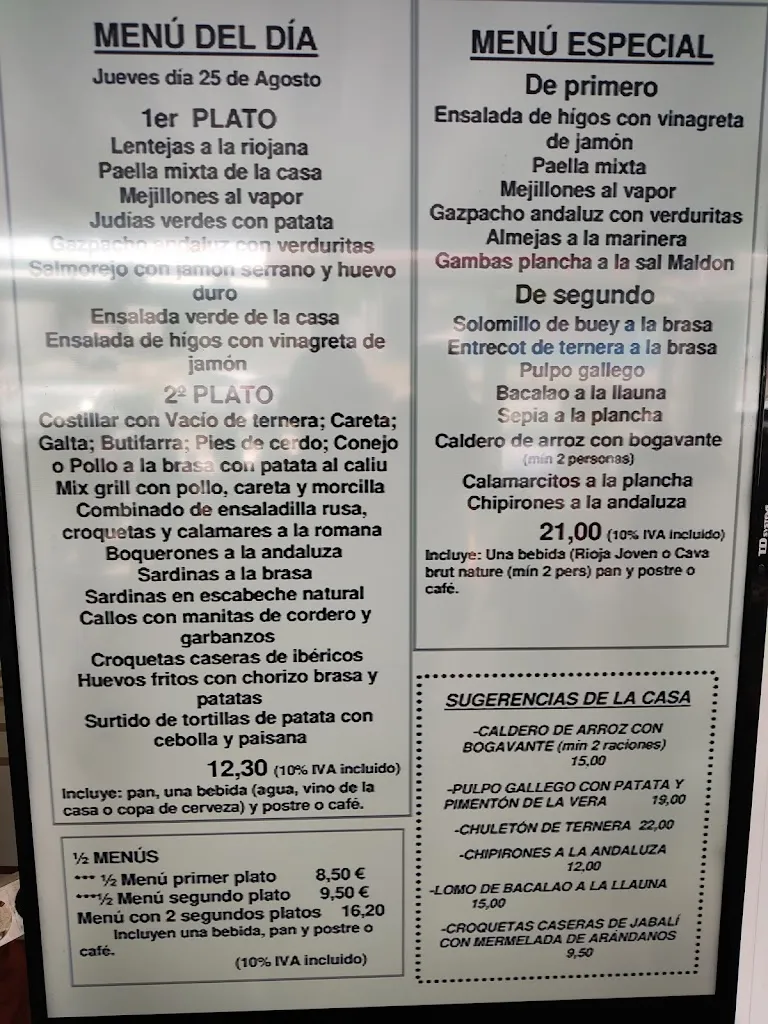 MENÚ DEL DÍA
Jueves día 25 de Agosto
1er PLATO
Lentejas a la riojana
Paella mixta de la casa
Mejillones al vapor
Judías verdes con patata
Gazpacho andaluz con verduritas
Salmorejo con jamón serrano y huevo
duro
Ensalada verde de la casa
Ensalada de hígos con vinagreta de
jamón
2º PLATO
Costillar con Vacío de ternera; Careta;
Galta; Butifarra; Pies de cerdo; Conejo
o Pollo a la brasa con patata al caliu
Mix grill con pollo, careta y morcilla
Combinado de ensaladilla rusa,
croquetas y calamares a la romana
Boquerones a la andaluza
Sardinas a la brasa
Sardinas en escabeche natural
Callos con manitas de cordero y
garbanzos
Croquetas caseras de ibéricos
Huevos fritos con chorizo brasa y
patatas
Surtido de tortillas de patata con
cebolla y paisana
12,30 (10% IVA incluido)
Incluye: pan, una bebida (agua, vino de la
casa o copa de cerveza) y postre o café.
½ MENÚS
*** ½ Menú primer plato 8,50 €
***½ Menú segundo plato 9,50 €
Menú con 2 segundos platos 16,20
Incluyen una bebida, pan y postre o
café.
(10% IVA incluido)
MENÚ ESPECIAL
De primero
Ensalada de hígos con vinagreta
de jamón
Paella mixta
Mejillones al vapor
Gazpacho andaluz con verduritas
Almejas a la marinera
Gambas plancha a la sal Maldon
De segundo
Solomillo de buey a la brasa
Entrecot de ternera a la brasa
Pulpo gallego
Bacalao a la llauna
Sepia a la plancha
Caldero de arroz con bogavante
(mín 2 personas)
Calamarcitos a la plancha
Chipirones a la andaluza
21,00 (10% IVA incluido)
Incluye: Una bebida (Rioja Joven o Cava
brut nature (mín 2 pers) pan y postre o
café.
SUGERENCIAS DE LA CASA
-CALDERO DE ARROZ CON
BOGAVANTE (min 2 raciones)
15,00
-PULPO GALLEGO CON PATATA Y
PIMENTÓN DE LA VERA 19,00
-CHULETÓN DE TERNERA 22,00
-CHIPIRONES A LA ANDALUZA
12,00
-LOMO DE BACALAO A LA LLAUNA
15,00
-CROQUETAS CASERAS DE JABALÍ
CON MERMELADA DE ARÁNDANOS
9,50